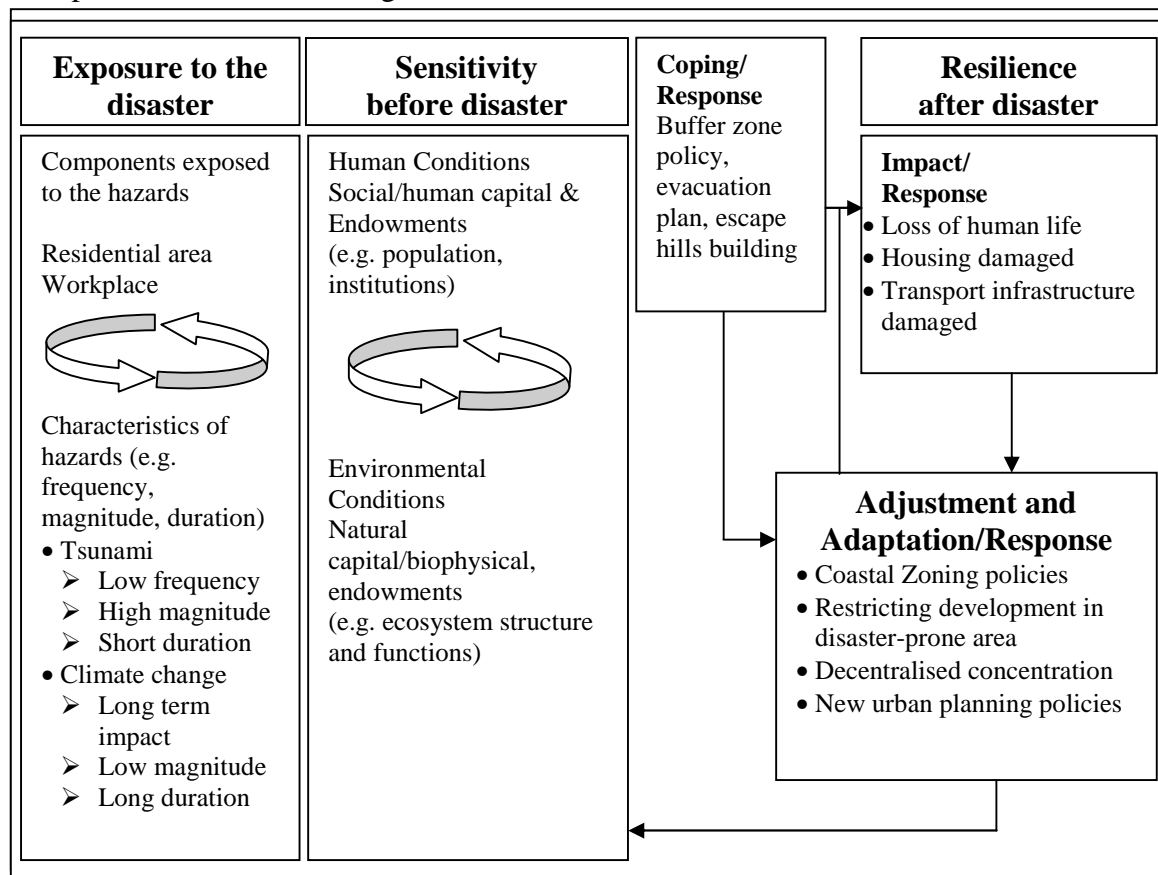 Exposure to the
disaster
Components exposed
to the hazards
Residential area
Workplace
Characteristics of
hazards (e.g.
frequency,
magnitude, duration)
• Tsunami
➢ Low frequency
➢ High magnitude
➢ Short duration
• Climate change
➢ Long term
impact
➢ Low magnitude
➢ Long duration
Sensitivity
before disaster
Human Conditions
Social/human capital &
Endowments
(e.g. population,
institutions)
Environmental
Conditions
Natural
capital/biophysical,
endowments
(e.g. ecosystem structure
and functions)
Coping/
Response
Buffer zone
policy,
evacuation
plan, escape
hills building
Resilience
after disaster
Impact/
Response
• Loss of human life
• Housing damaged
• Transport infrastructure
damaged
Adjustment and
Adaptation/Response
• Coastal Zoning policies
• Restricting development in
disaster-prone area
• Decentralised concentration
• New urban planning policies